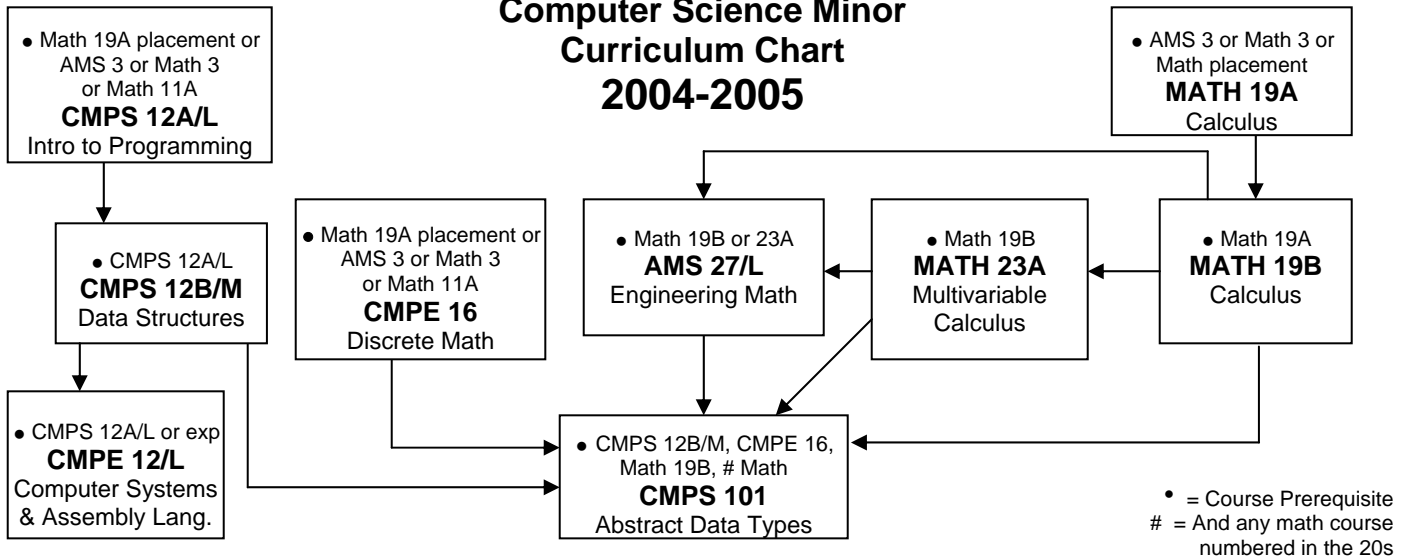 Computer Science Minor
Curriculum Chart
2004-2005
• Math 19A placement or
AMS 3 or Math 3
or Math 11A
CMPS 12A/L
Intro to Programming
• AMS 3 or Math 3 or
Math placement
MATH 19A
Calculus
• CMPS 12A/L
CMPS 12B/M
Data Structures
• Math 19A placement or
AMS 3 or Math 3
or Math 11A
CMPE 16
Discrete Math
• Math 19B or 23A
AMS 27/L
Engineering Math
• Math 19B
MATH 23A
Multivariable
Calculus
• Math 19A
MATH 19B
Calculus
• CMPS 12A/L or exp
CMPE 12/L
Computer Systems
& Assembly Lang.
• CMPS 12B/M, CMPE 16,
Math 19B, # Math
CMPS 101
Abstract Data Types
• = Course Prerequisite
# = And any math course
numbered in the 20s